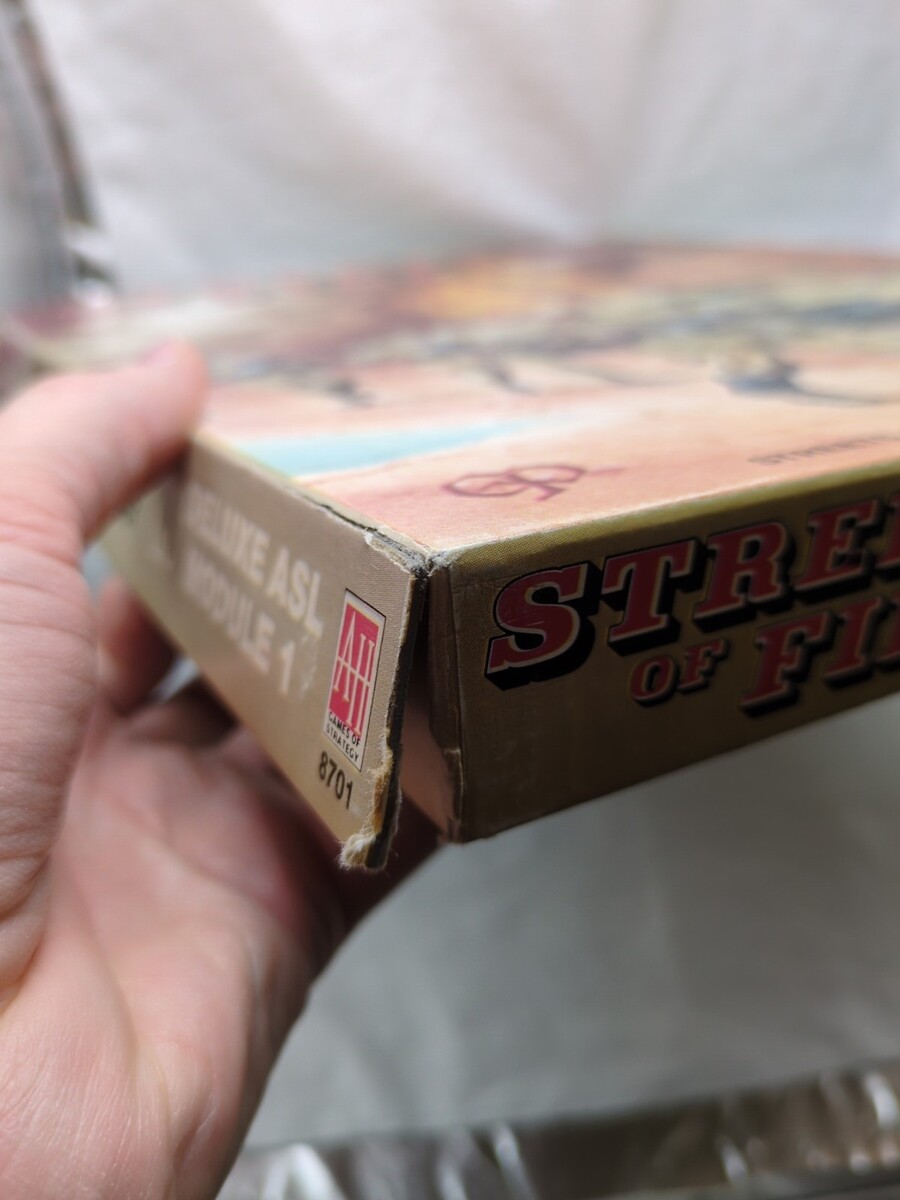 DELUXE ASL
MODULE 1
AH
GAMES OF
STRATEGY
8701
STRE
OF FI